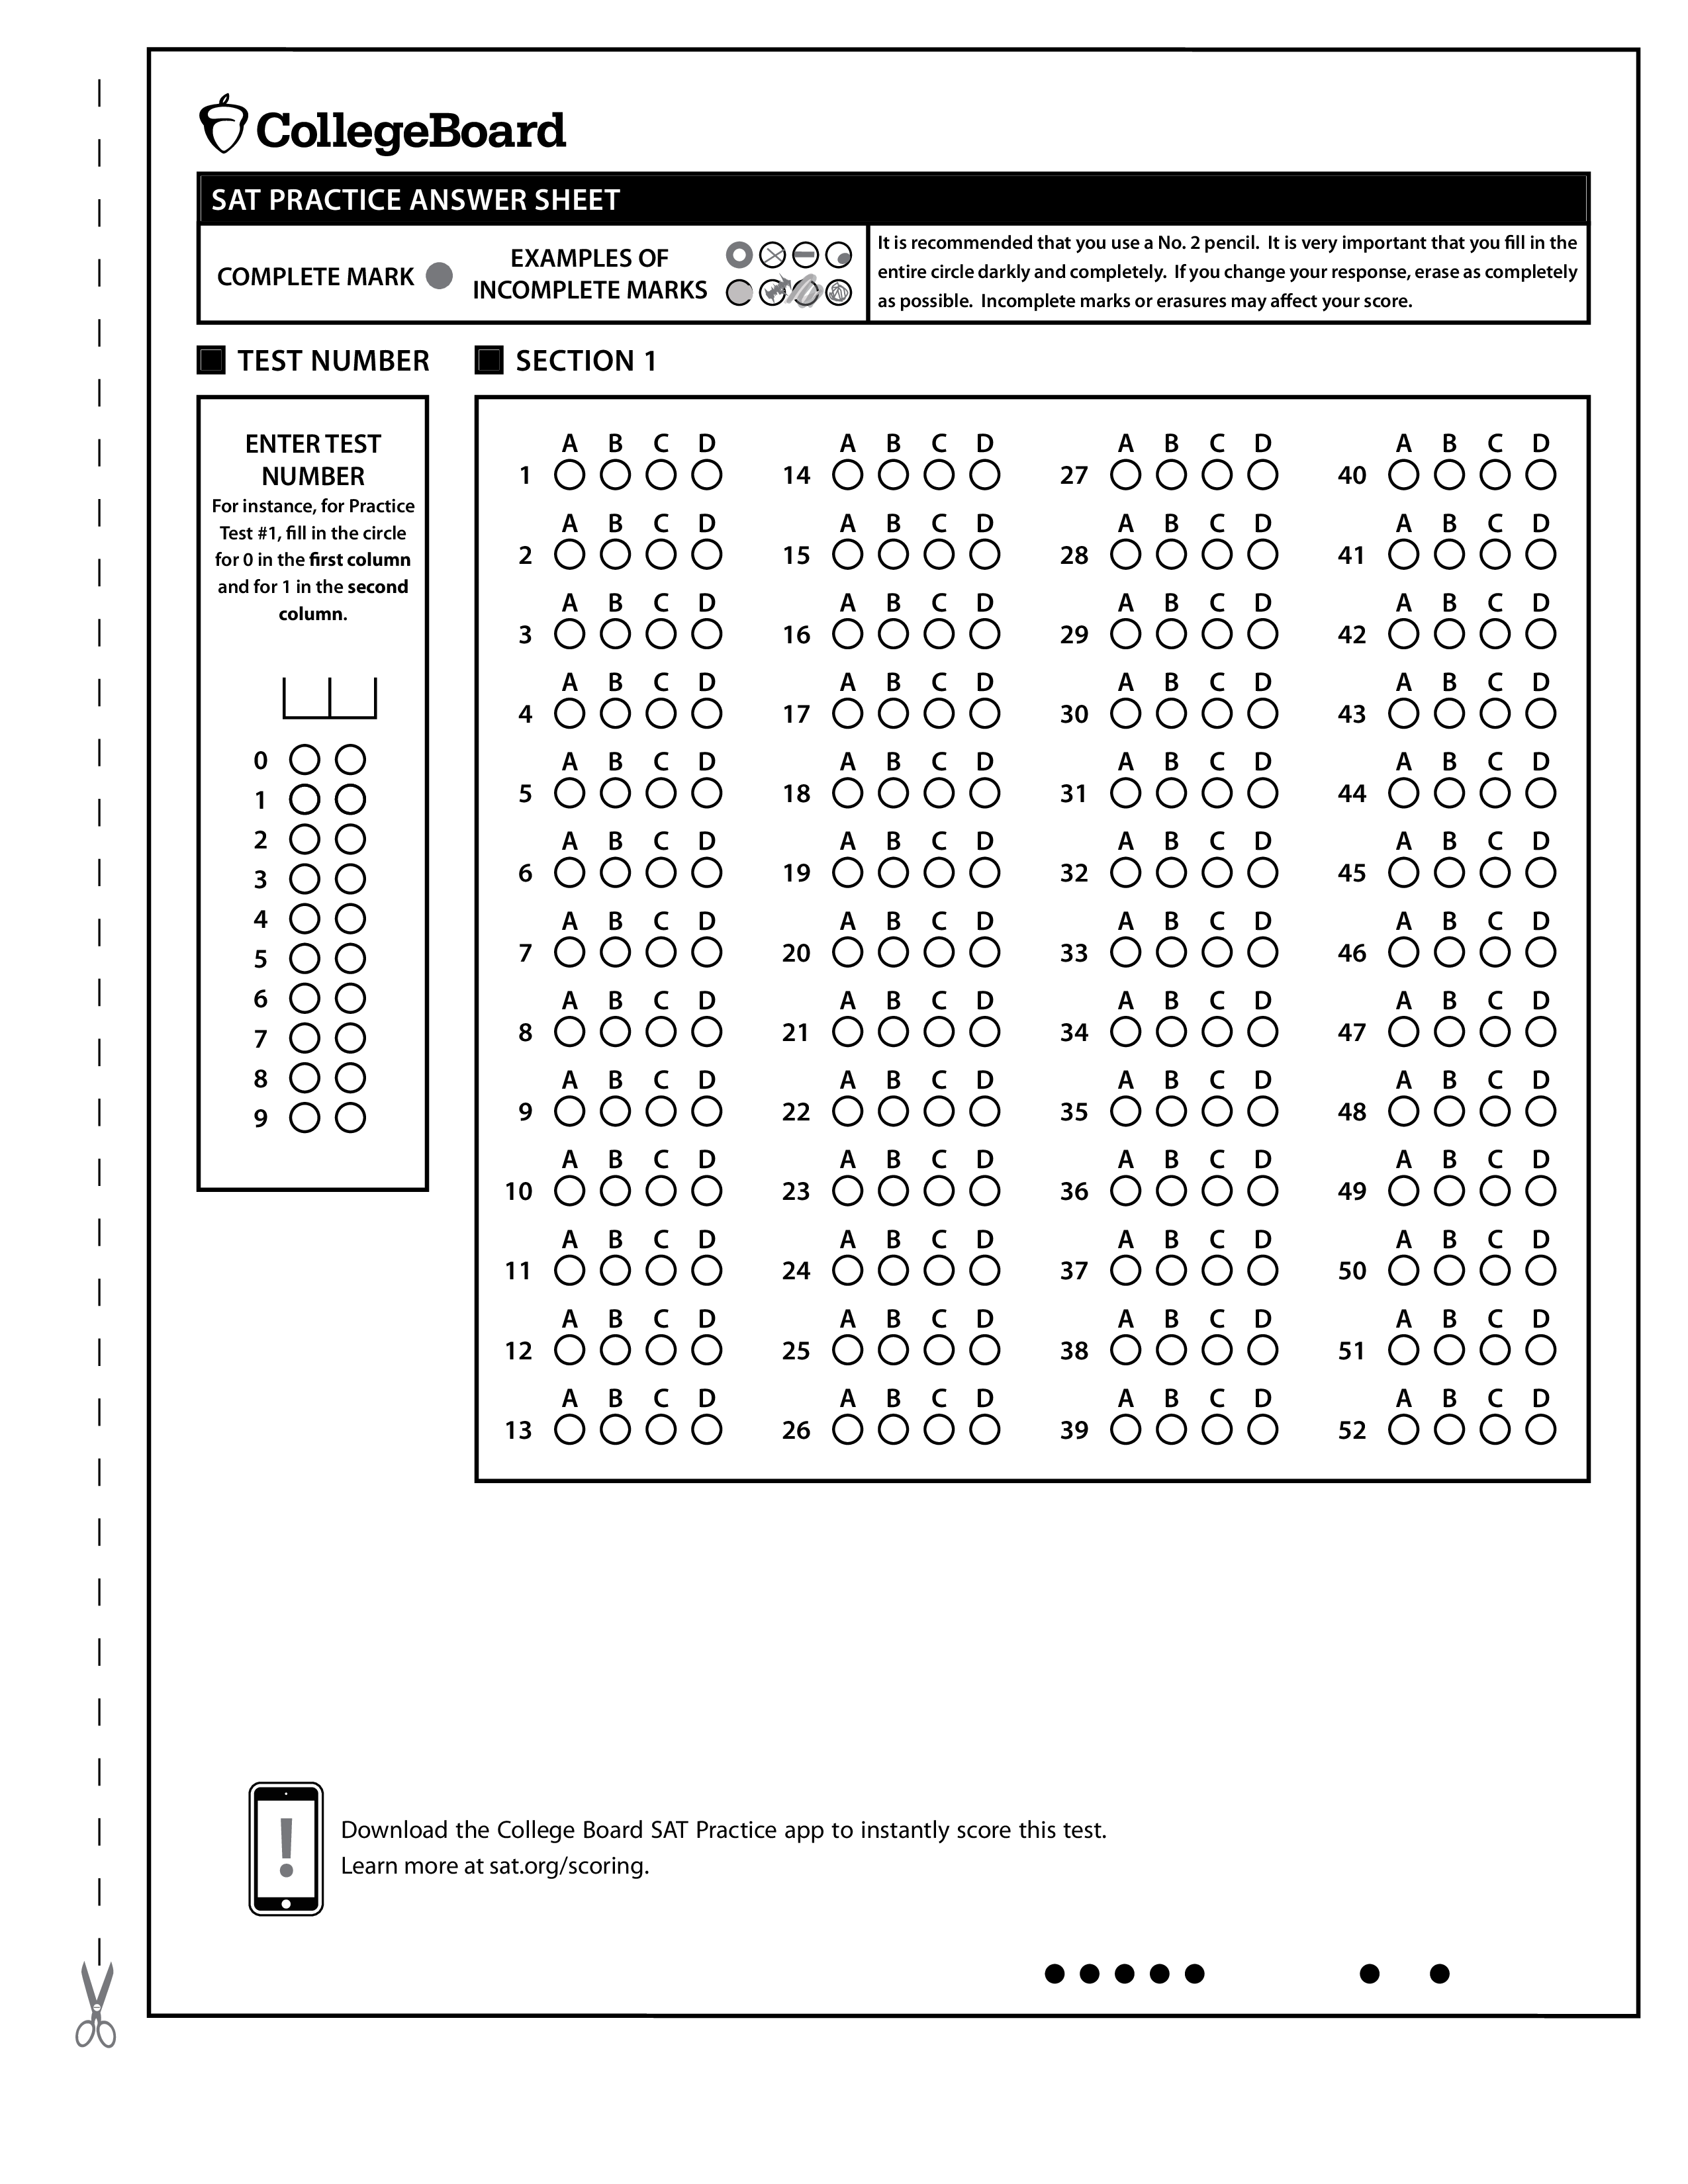 CollegeBoard
SAT PRACTICE ANSWER SHEET
COMPLETE MARK
EXAMPLES OF
INCOMPLETE MARKS
It is recommended that you use a No. 2 pencil. It is very important that you fill in the
entire circle darkly and completely. If you change your response, erase as completely
as possible. Incomplete marks or erasures may affect your score.
TEST NUMBER
ENTER TEST
NUMBER
For instance, for Practice
Test #1, fill in the circle
for 0 in the first column
and for 1 in the second
column.
0
1
2
3
4
5
6
7
8
9
SECTION 1
A B C D A B C D A B C D A B C D
1 14 27 40
A B C D A B C D A B C D A B C D
2 15 28 41
A B C D A B C D A B C D A B C D
3 16 29 42
A B C D A B C D A B C D A B C D
4 17 30 43
A B C D A B C D A B C D A B C D
5 18 31 44
A B C D A B C D A B C D A B C D
6 19 32 45
A B C D A B C D A B C D A B C D
7 20 33 46
A B C D A B C D A B C D A B C D
8 21 34 47
A B C D A B C D A B C D A B C D
9 22 35 48
A B C D A B C D A B C D A B C D
10 23 36 49
A B C D A B C D A B C D A B C D
11 24 37 50
A B C D A B C D A B C D A B C D
12 25 38 51
A B C D A B C D A B C D A B C D
13 26 39 52
Download the College Board SAT Practice app to instantly score this test.
Learn more at sat.org/scoring.